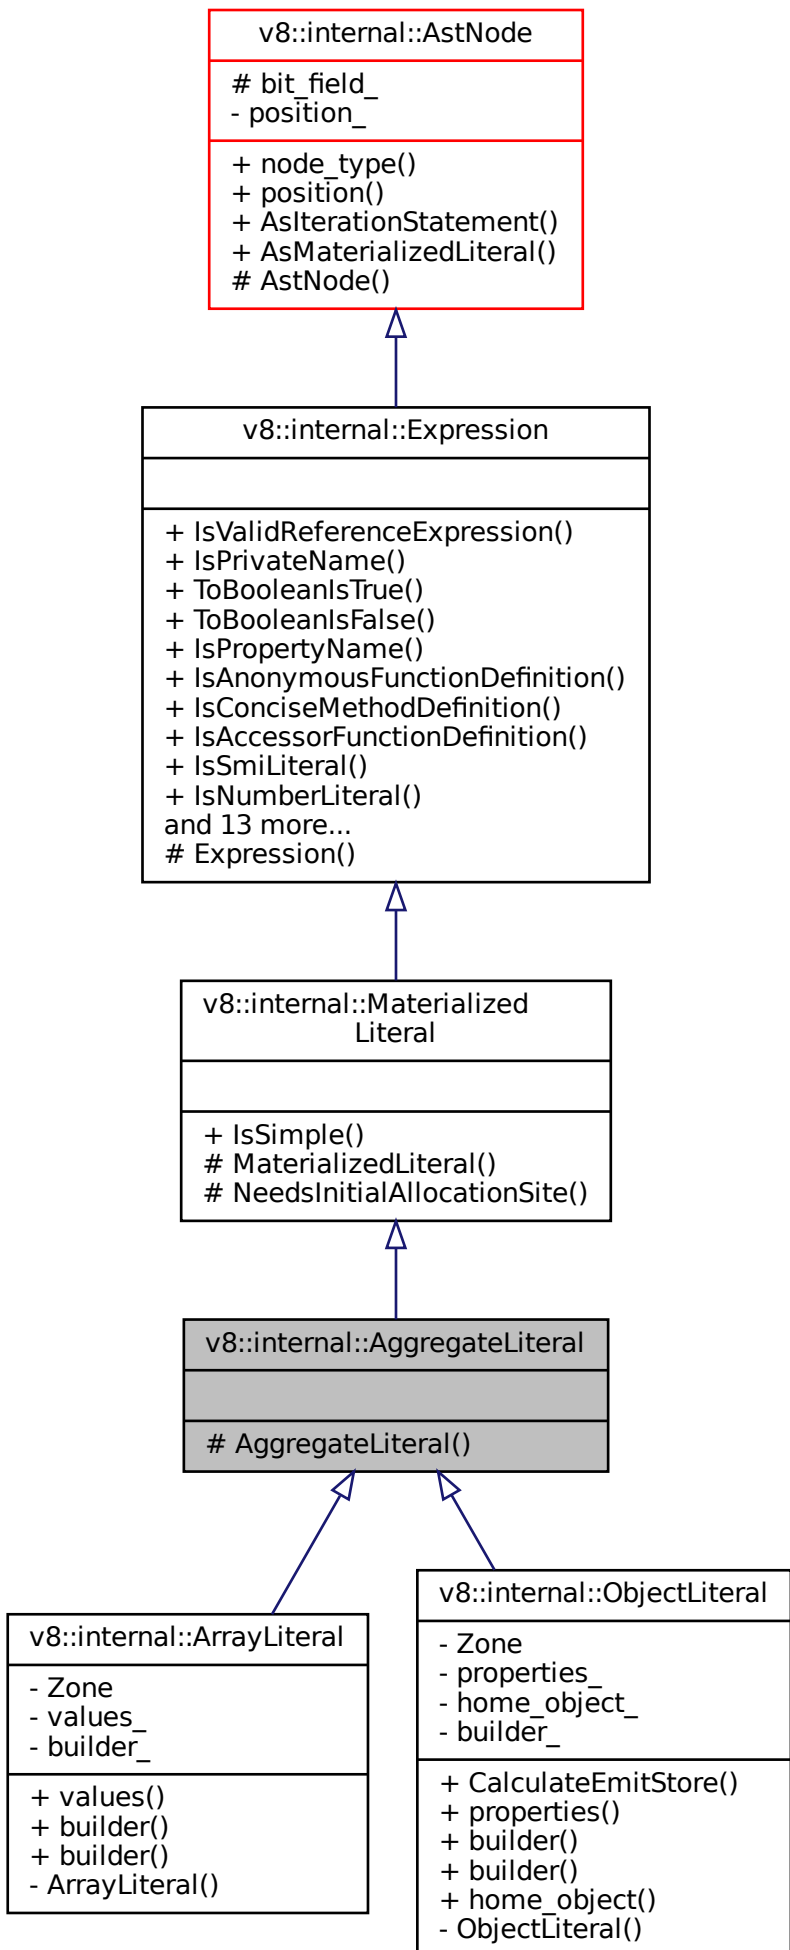 v8::internal::AstNode
# bit_field_
- position_
+ node_type()
+ position()
+ AsIterationStatement()
+ AsMaterializedLiteral()
# AstNode()
v8::internal::Expression
+ IsValidReferenceExpression()
+ IsPrivateName()
+ ToBooleanIsTrue()
+ ToBooleanIsFalse()
+ IsPropertyName()
+ IsAnonymousFunctionDefinition()
+ IsConciseMethodDefinition()
+ IsAccessorFunctionDefinition()
+ IsSmiLiteral()
+ IsNumberLiteral()
and 13 more...
# Expression()
v8::internal::Materialized
Literal
+ IsSimple()
# MaterializedLiteral()
# NeedsInitialAllocationSite()
v8::internal::AggregateLiteral
# AggregateLiteral()
v8::internal::ArrayLiteral
- Zone
- values_
- builder_
+ values()
+ builder()
+ builder()
- ArrayLiteral()
v8::internal::ObjectLiteral
- Zone
- properties_
- home_object_
- builder_
+ CalculateEmitStore()
+ properties()
+ builder()
+ builder()
+ home_object()
- ObjectLiteral()